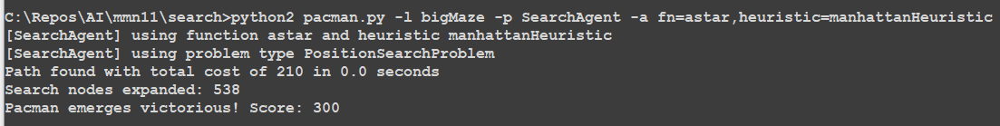 C:\Repos\AI\mmn11\search>python2 pacman.py -l bigMaze -p SearchAgent -a fn=astar,heuristic=manhattanHeuristic
[SearchAgent] using function astar and heuristic manhattanHeuristic
[SearchAgent] using problem type PositionSearchProblem
Path found with total cost of 210 in 0.0 seconds
Search nodes expanded: 538
Pacman emerges victorious! Score: 300